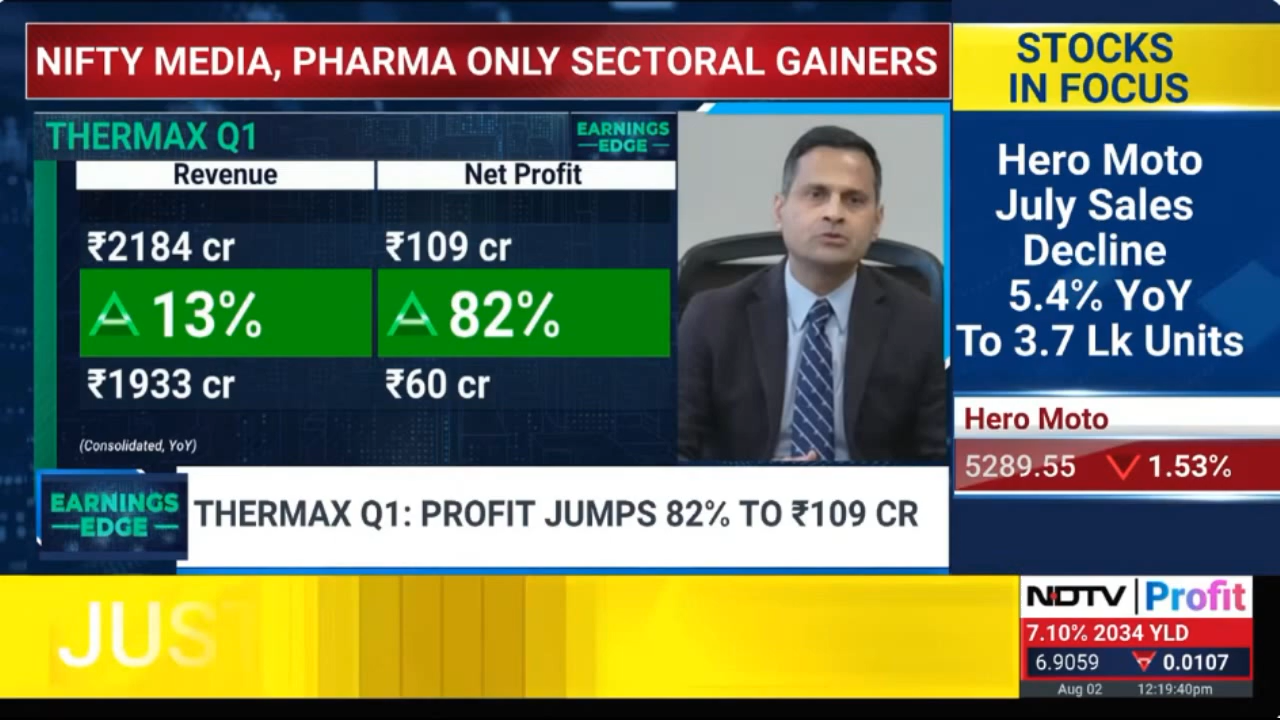 NIFTY MEDIA, PHARMA ONLY SECTORAL GAINERS
THERMAX Q1
EARNINGS
EDGE
Revenue
Net Profit
₹2184 cr
₹109 cr
13%
82%
₹1933 cr
₹60 cr
(Consolidated, YoY)
EARNINGS
EDGE
THERMAX Q1: PROFIT JUMPS 82% TO ₹109 CR
STOCKS
IN FOCUS
Hero Moto
July Sales
Decline
5.4% YoY
To 3.7 Lk Units
Hero Moto
5289.55 1.53%
JUST
NDTV Profit
7.10% 2034 YLD
6.9059 0.0107
Aug 02 12:19:40pm